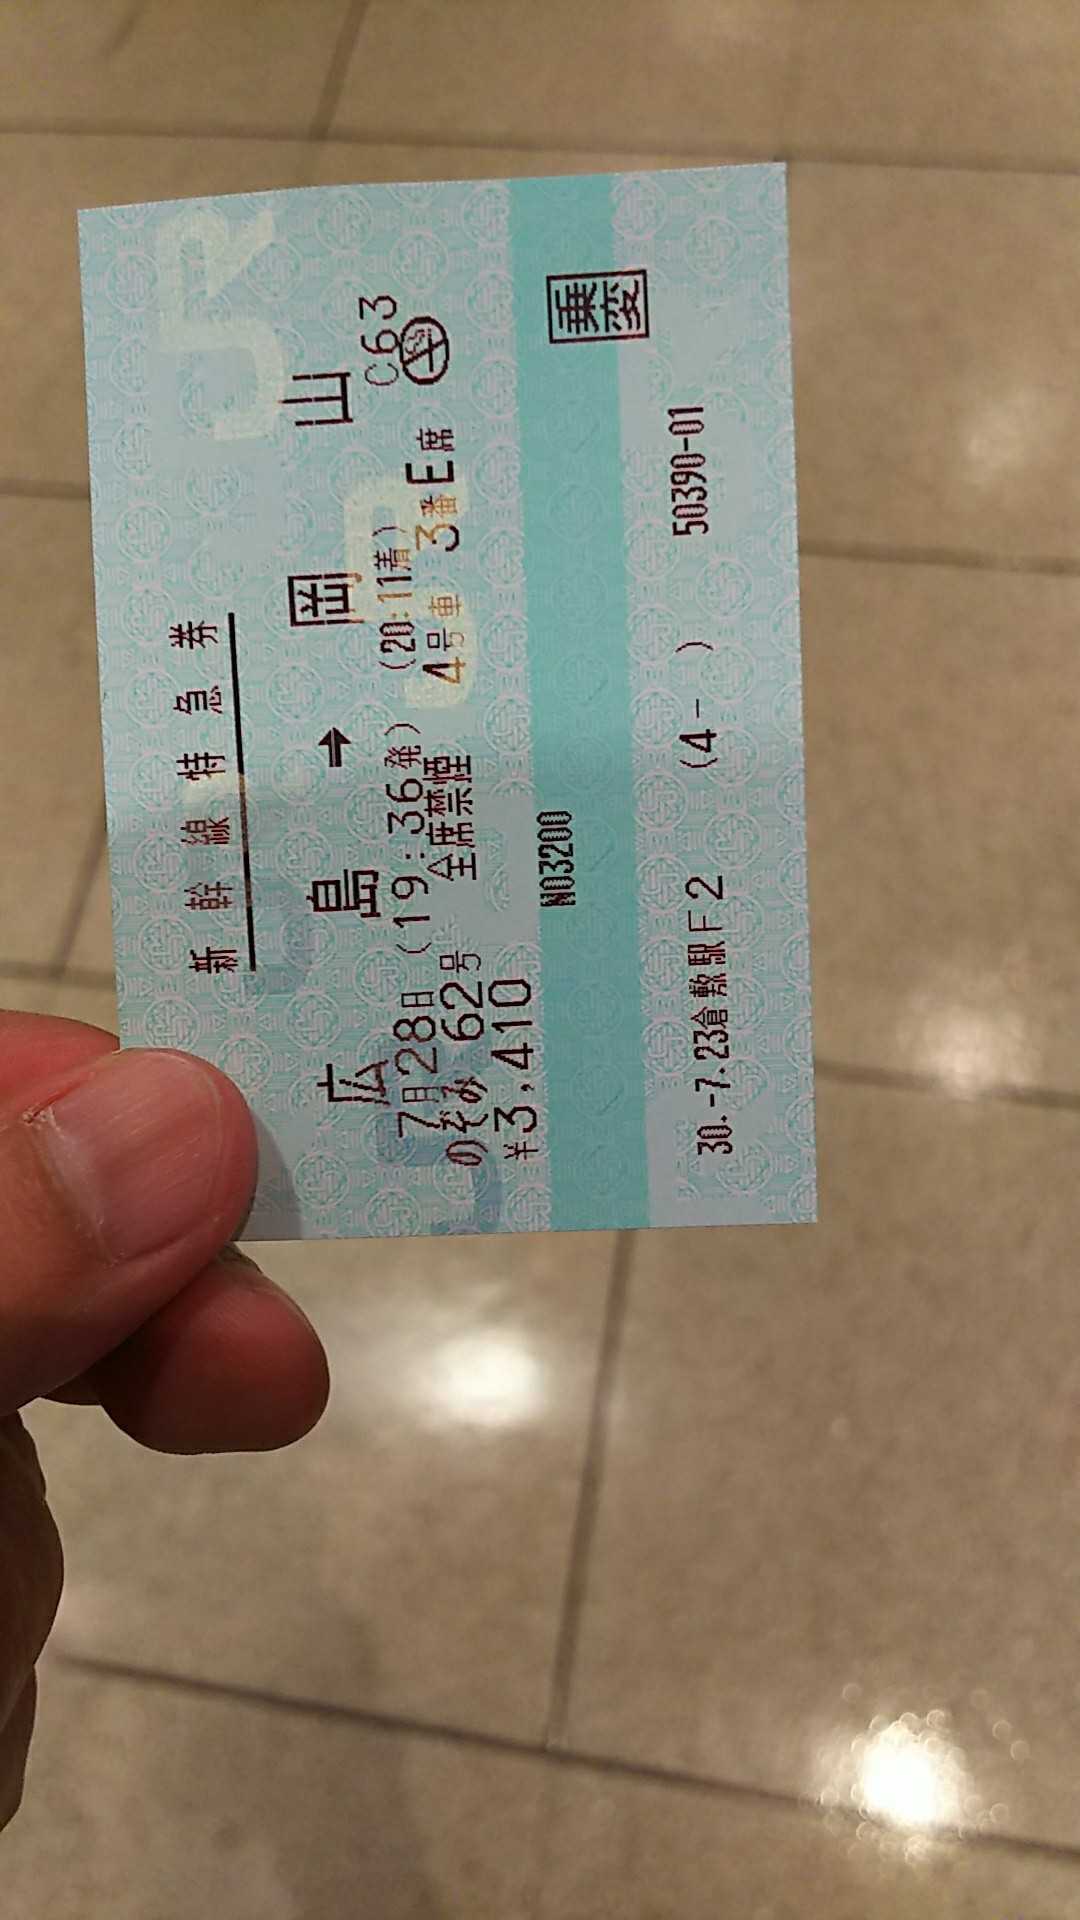 新幹線特急券
広島 → 岡山
7月28日 (19:36発) (20:11着) C63
のぞみ 62号 全席禁煙 4号車 3番E席
¥3,410
N03200
乗変
30.-7.23倉敷駅F2 (4- ) 50390-01